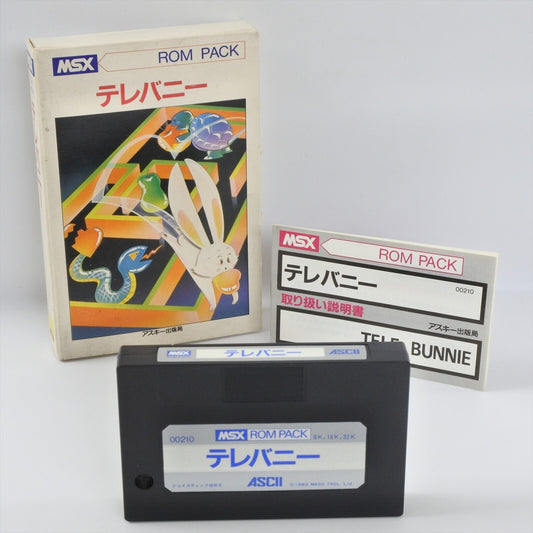 MSX ROM PACK
テレバニー
アスキー出版局
MSX ROM PACK
テレバニー
00210
取り扱い説明書
アスキー出版局
TELE BUNNIE
MSX テレバニー ASCII
00210 MSX ROM PACK 8K,16K,32K
テレバニー
ASCII